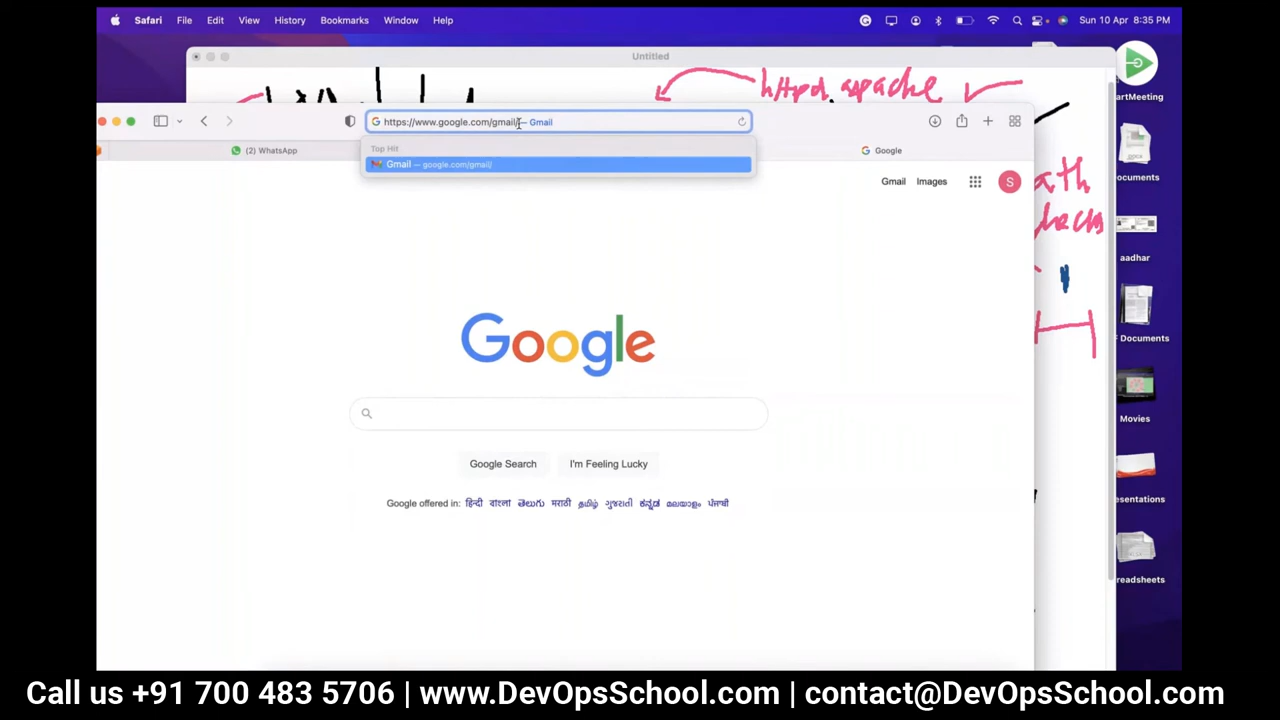 Safari File Edit View History Bookmarks Window Help Sun 10 Apr 8:35 PM
Untitled
httpd, apache
artMeeting
https://www.google.com/gmail/ — Gmail
(2) WhatsApp
Google
Top Hit
Gmail — google.com/gmail/
Gmail Images S
ocuments
ath
aadhar
Google
F Documents
Movies
Google Search I'm Feeling Lucky
Google offered in: हिन्दी বাংলা తెలుగు मराठी தமிழ் ગુજરાતી ಕನ್ನಡ മലയാളം ਪੰਜਾਬੀ
esentations
readsheets
Call us +91 700 483 5706 | www.DevOpsSchool.com | contact@DevOpsSchool.com